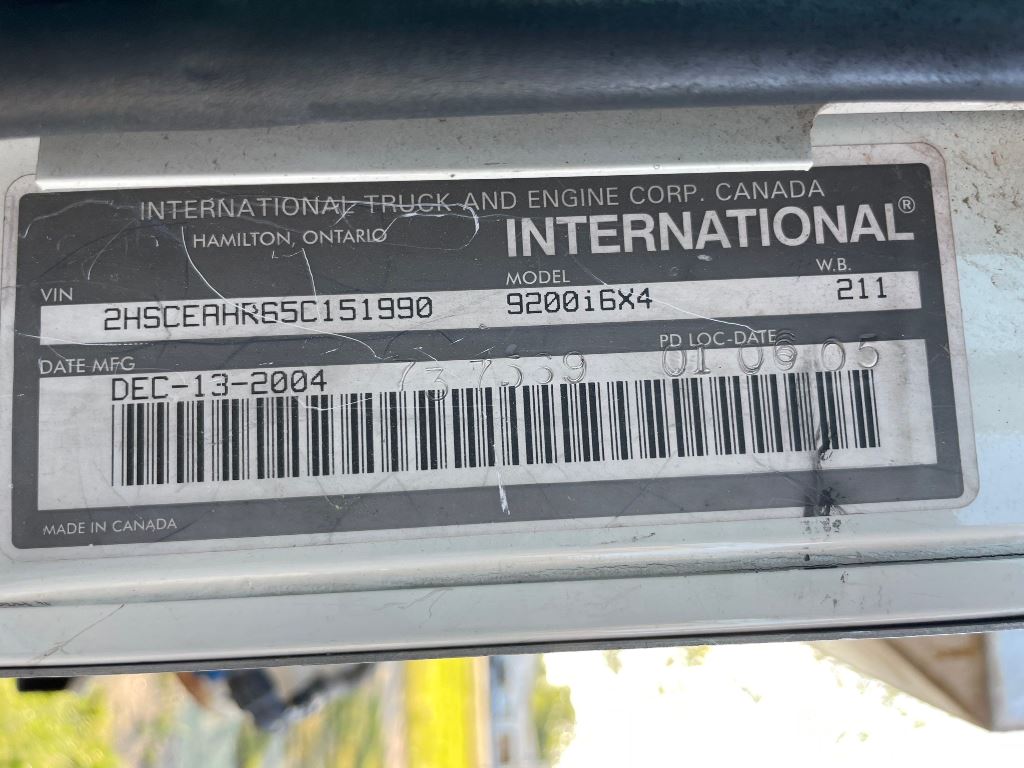 INTERNATIONAL TRUCK AND ENGINE CORP. CANADA
HAMILTON, ONTARIO
INTERNATIONAL®
VIN MODEL W.B.
2HSCEAHR65C151990 9200i6X4 211
DATE MFG PD LOC-DATE
DEC-13-2004 737539 01 06 05
MADE IN CANADA